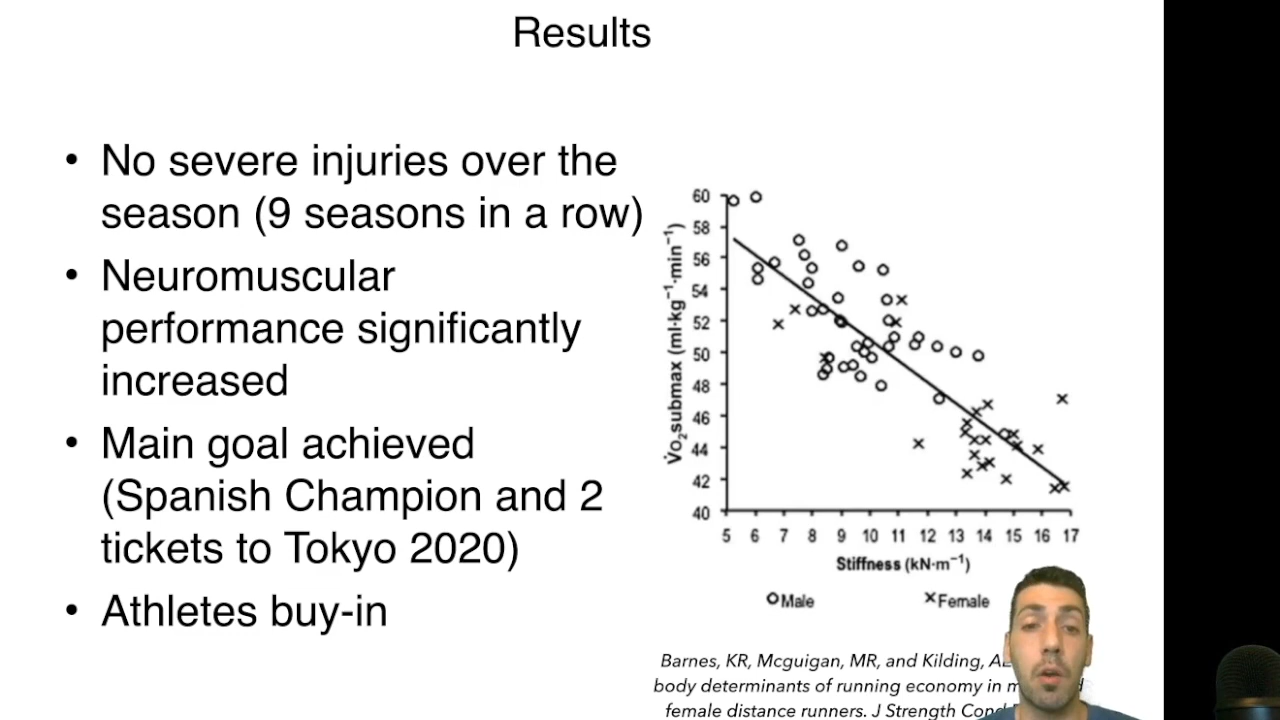 Results
• No severe injuries over the
season (9 seasons in a row)
• Neuromuscular
performance significantly
increased
• Main goal achieved
(Spanish Champion and 2
tickets to Tokyo 2020)
• Athletes buy-in
V̇o₂submax (ml·kg⁻¹·min⁻¹)
60
58
56
54
52
50
48
46
44
42
40
5 6 7 8 9 10 11 12 13 14 15 16 17
Stiffness (kN·m⁻¹)
Male Female
Barnes, KR, Mcguigan, MR, and Kilding,
body determinants of running economy in
female distance runners. J Strength Cond